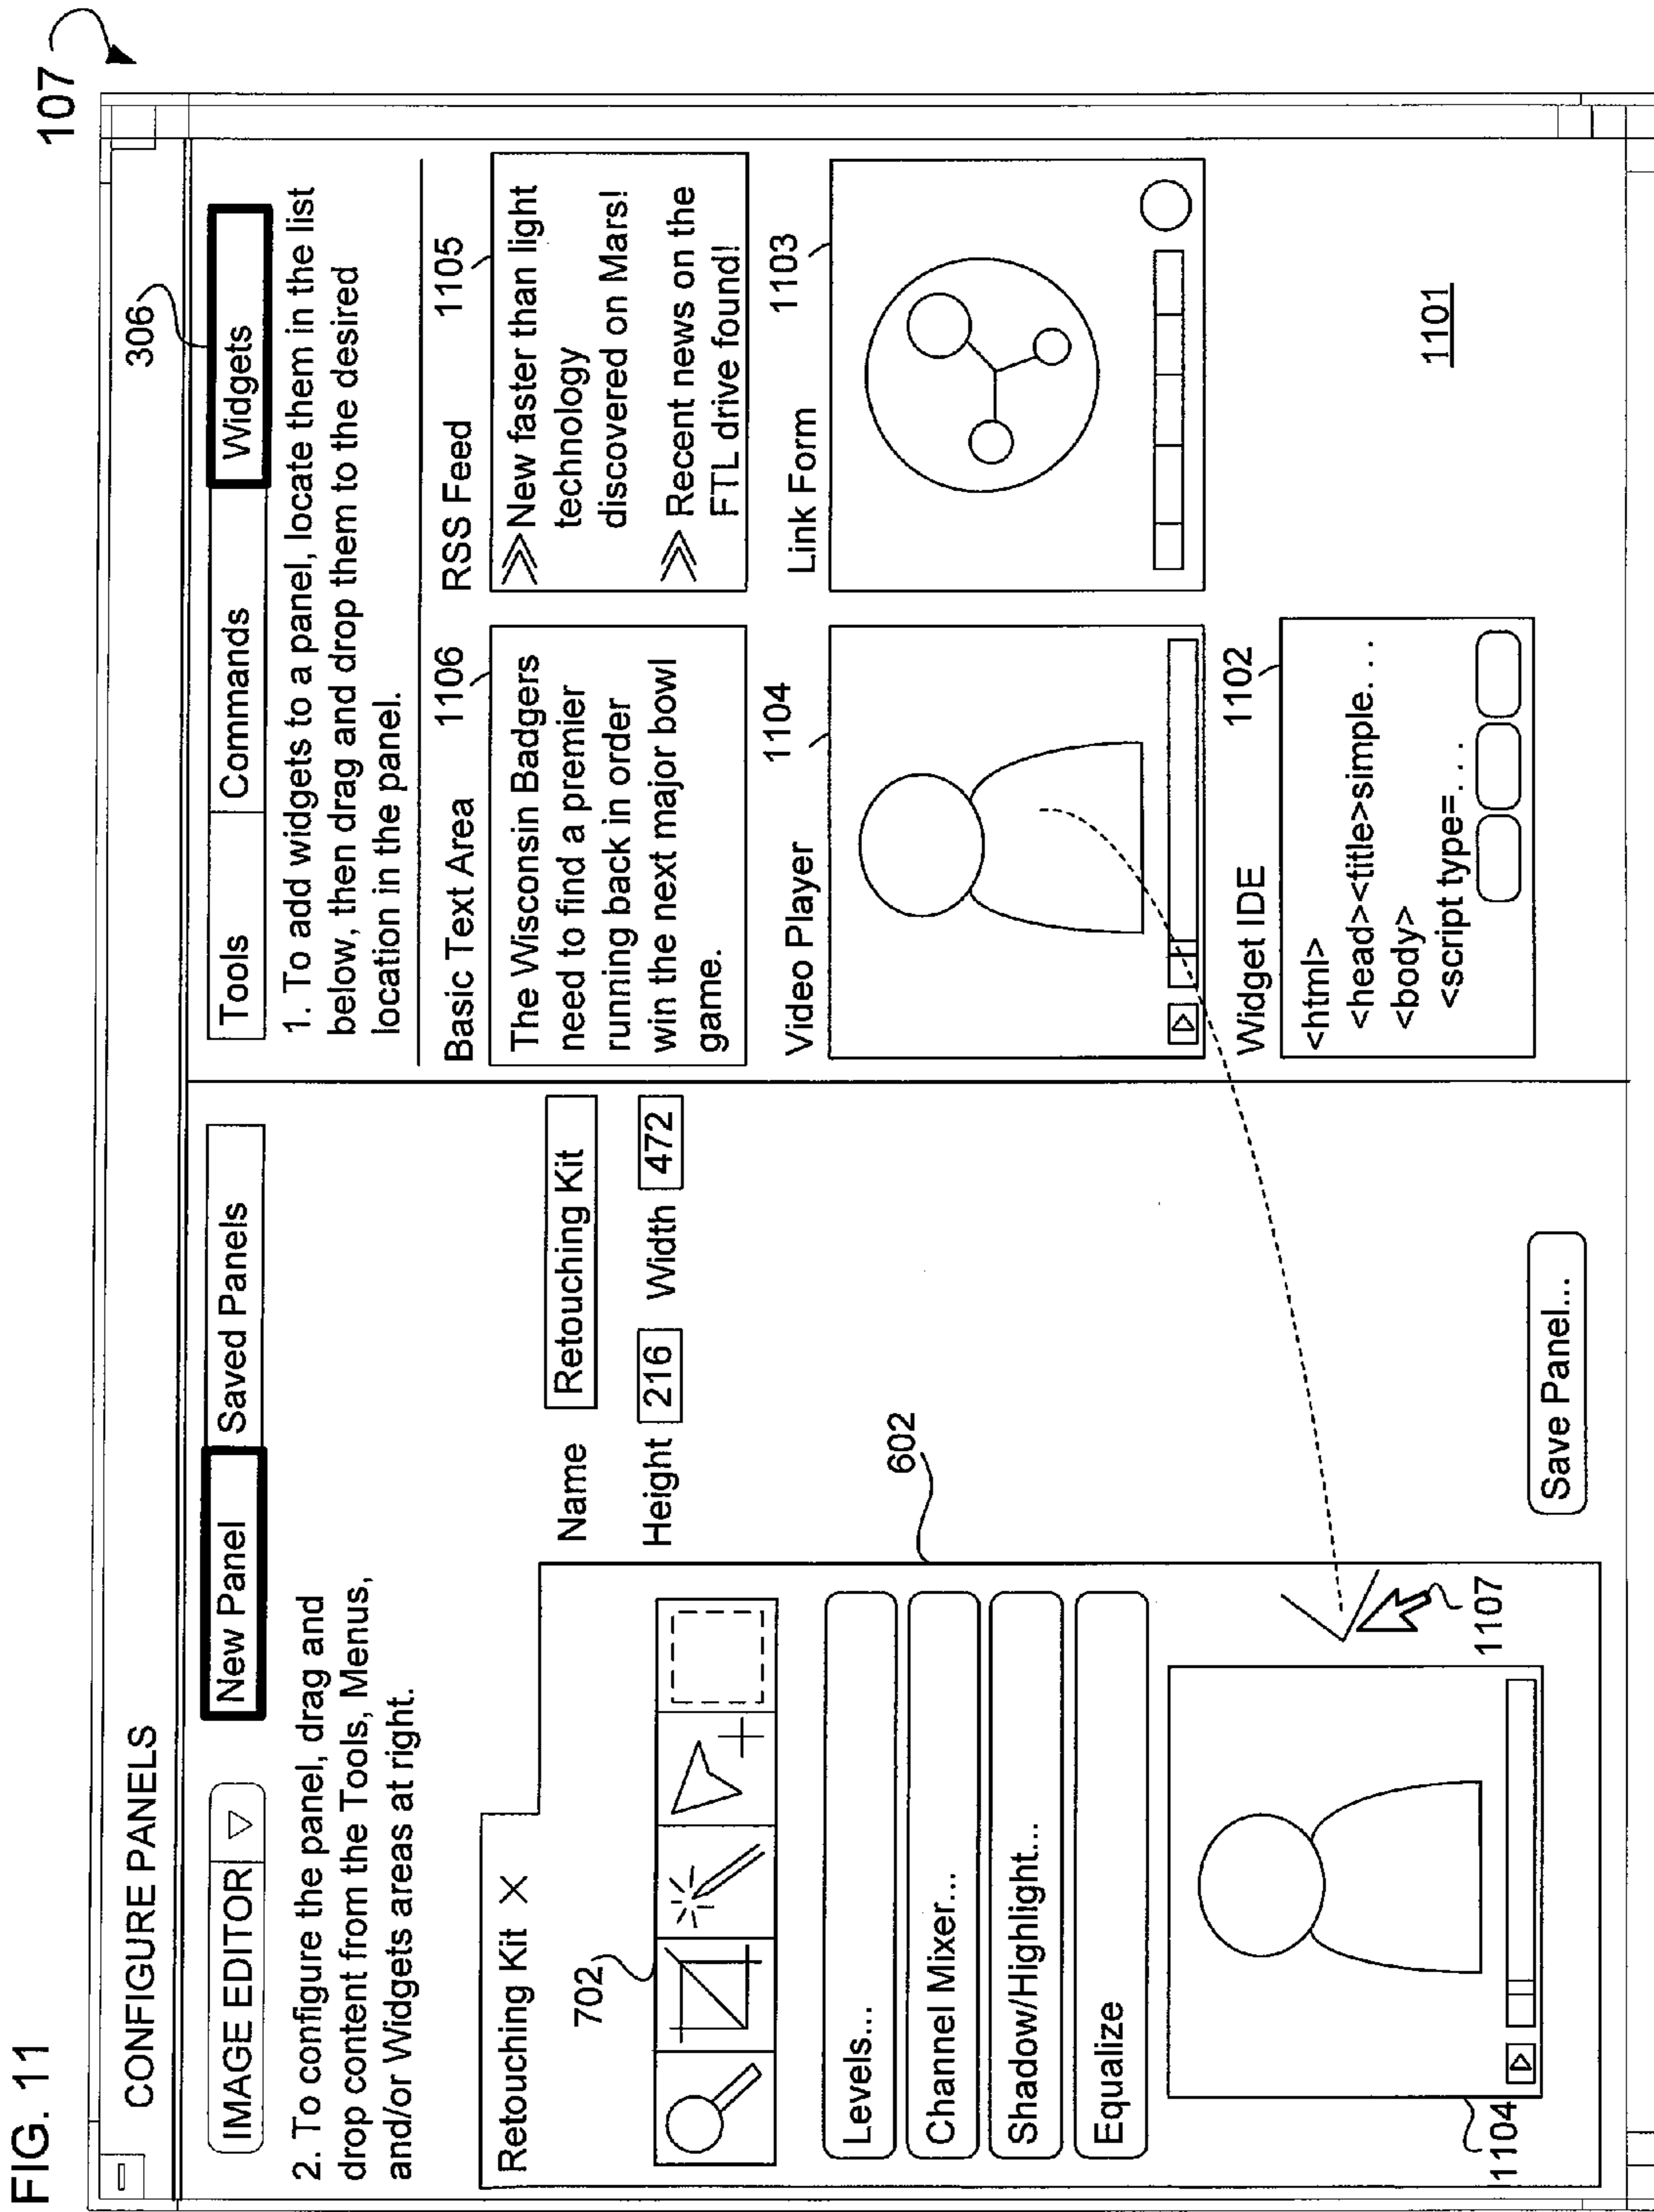 FIG. 11
107
CONFIGURE PANELS
306
IMAGE EDITOR
New Panel
Saved Panels
2. To configure the panel, drag and
drop content from the Tools, Menus,
and/or Widgets areas at right.
Retouching Kit X
Name
Retouching Kit
Height 216 Width 472
702
Levels...
Channel Mixer...
Shadow/Highlight...
Equalize
602
1104
1107
Save Panel...
Tools
Commands
Widgets
1. To add widgets to a panel, locate them in the list
below, then drag and drop them to the desired
location in the panel.
Basic Text Area
1106
The Wisconsin Badgers
need to find a premier
running back in order
win the next major bowl
game.
RSS Feed
1105
New faster than light
technology
discovered on Mars!
Recent news on the
FTL drive found!
Video Player
1104
Link Form
1103
Widget IDE
1102
<html>
<head><title>simple....
<body>
<script type=....
1101